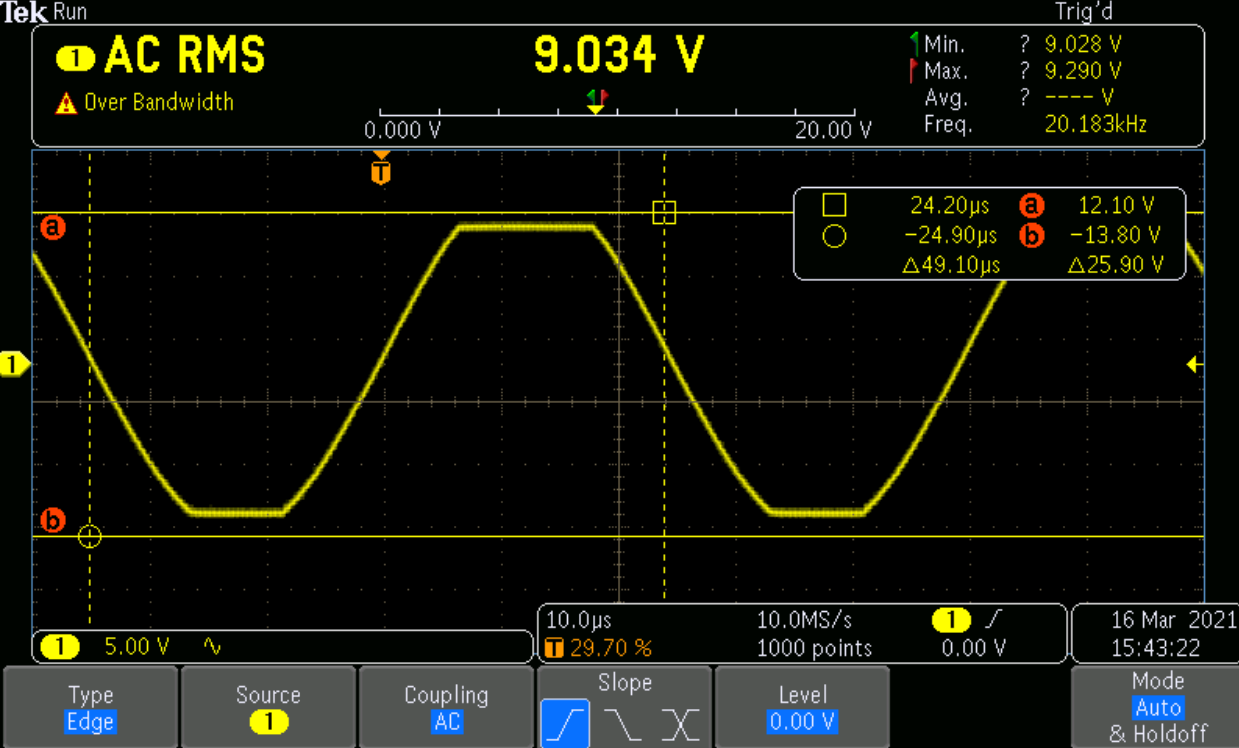 Tek Run Trig'd
1 AC RMS 9.034 V
Min. ? 9.028 V
Max. ? 9.290 V
Over Bandwidth
Avg. ? ---- V
0.000 V 20.00 V
Freq. 20.183kHz
T
a
24.20µs a 12.10 V
-24.90µs b -13.80 V
Δ49.10µs Δ25.90 V
1
b
10.0µs 10.0MS/s 1
T 29.70 % 1000 points 0.00 V
1 5.00 V
16 Mar 2021
15:43:22
Type
Edge
Source
1
Coupling
AC
Slope
Level
0.00 V
Mode
Auto
& Holdoff